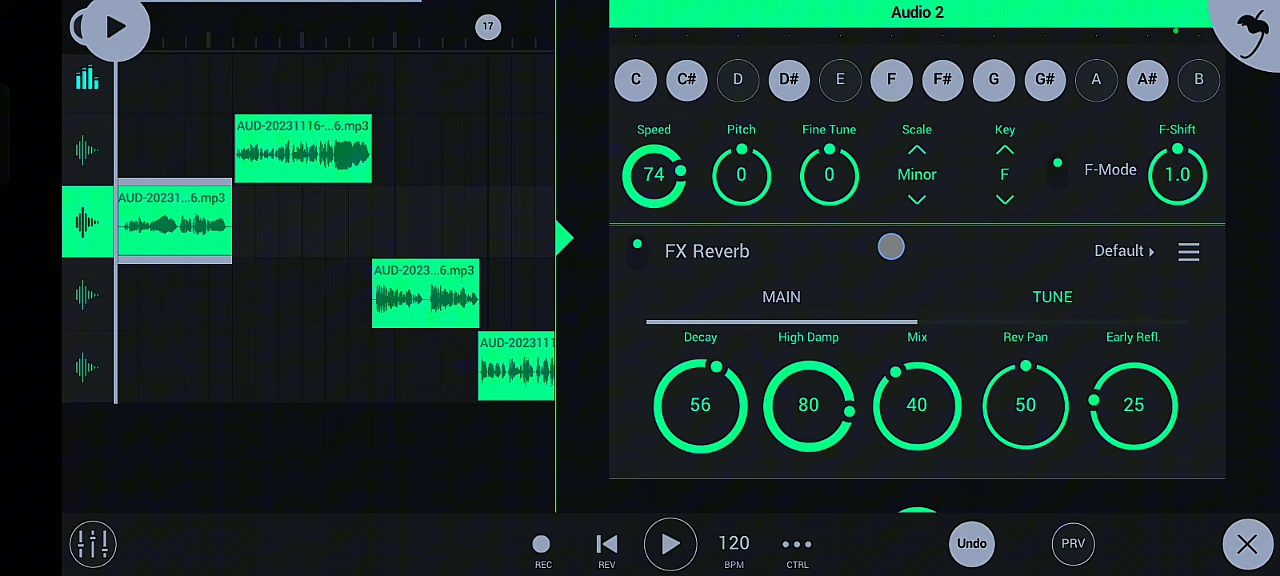 17
Audio 2
C C# D D# E F F# G G# A A# B
Speed Pitch Fine Tune Scale Key F-Shift
74 0 0 Minor F F-Mode 1.0
AUD-20231116-...6.mp3
AUD-20231...6.mp3
FX Reverb Default
AUD-2023...6.mp3
MAIN TUNE
Decay High Damp Mix Rev Pan Early Refl.
AUD-2023111
56 80 40 50 25
120 Undo PRV
REC REV BPM CTRL